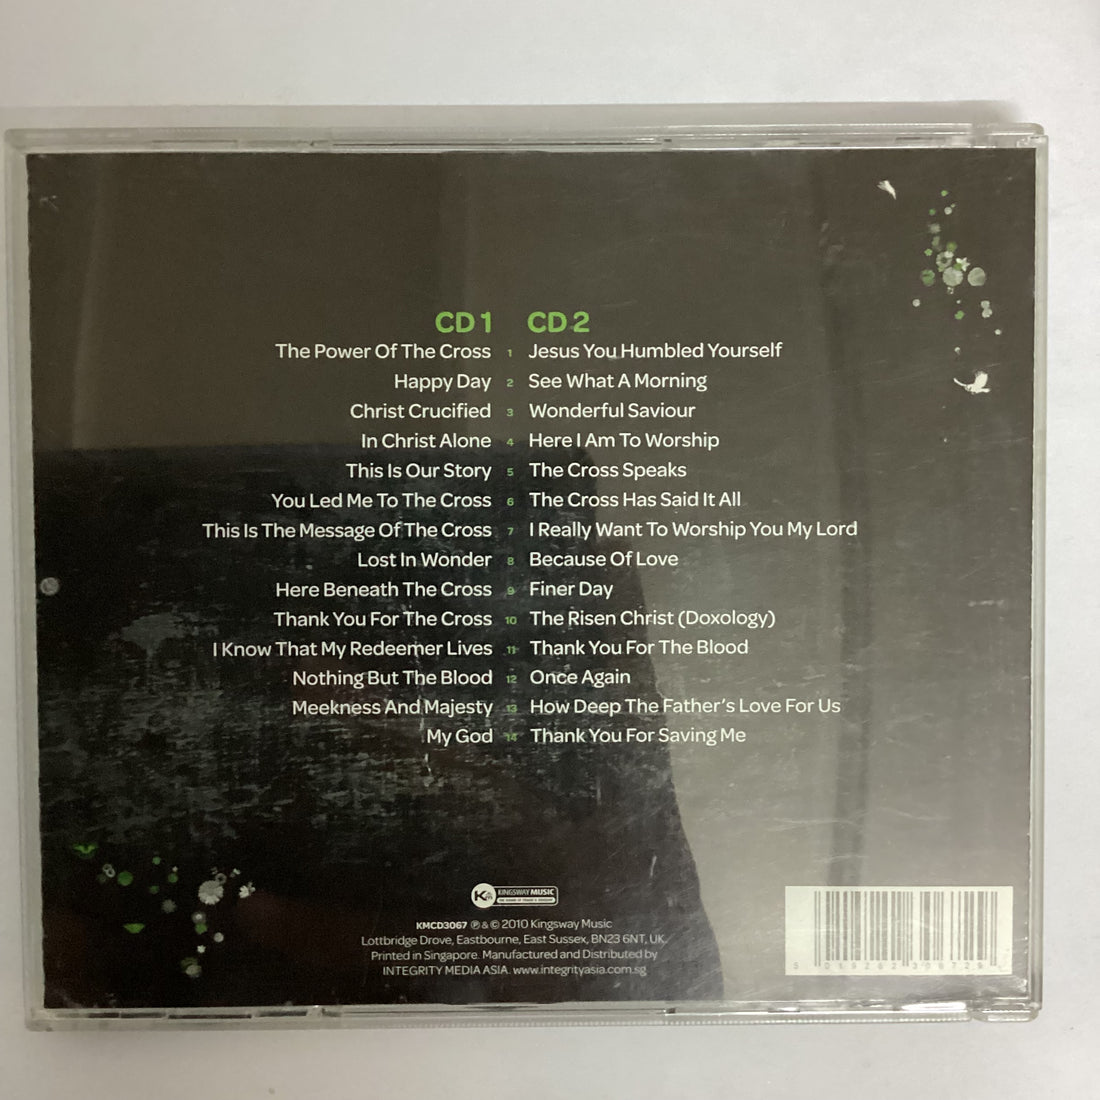 CD 1 CD 2
The Power Of The Cross 1 Jesus You Humbled Yourself
Happy Day 2 See What A Morning
Christ Crucified 3 Wonderful Saviour
In Christ Alone 4 Here I Am To Worship
This Is Our Story 5 The Cross Speaks
You Led Me To The Cross 6 The Cross Has Said It All
This Is The Message Of The Cross 7 I Really Want To Worship You My Lord
Lost In Wonder 8 Because Of Love
Here Beneath The Cross 9 Finer Day
Thank You For The Cross 10 The Risen Christ (Doxology)
I Know That My Redeemer Lives 11 Thank You For The Blood
Nothing But The Blood 12 Once Again
Meekness And Majesty 13 How Deep The Father's Love For Us
My God 14 Thank You For Saving Me
KINGSWAY MUSIC
KMCD3067 ℗ & © 2010 Kingsway Music
Lottbridge Drove, Eastbourne, East Sussex, BN23 6NT, UK.
Printed in Singapore. Manufactured and Distributed by
INTEGRITY MEDIA ASIA. www.integrityasia.com.sg